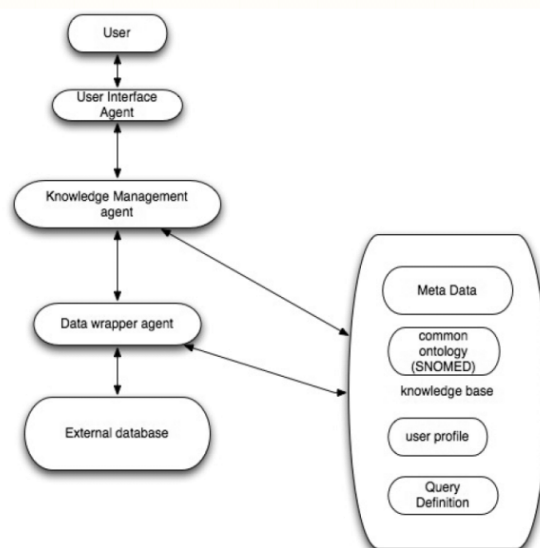 User
User Interface
Agent
Knowledge Management
agent
Data wrapper agent
External database
Meta Data
common
ontology
(SNOMED)
knowledge base
user profile
Query
Definition